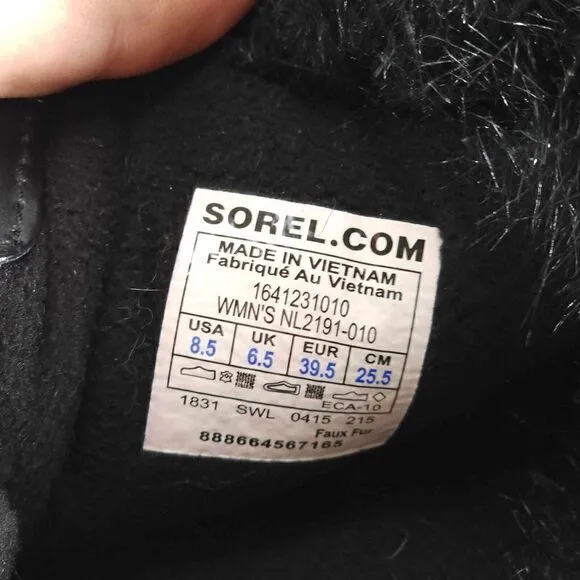 SOREL.COM
MADE IN VIETNAM
Fabriqué Au Vietnam
1641231010
WMN'S NL2191-010
USA UK EUR CM
8.5 6.5 39.5 25.5
ECA-10
1831 SWL 0415 215
Faux Fur
888664567165